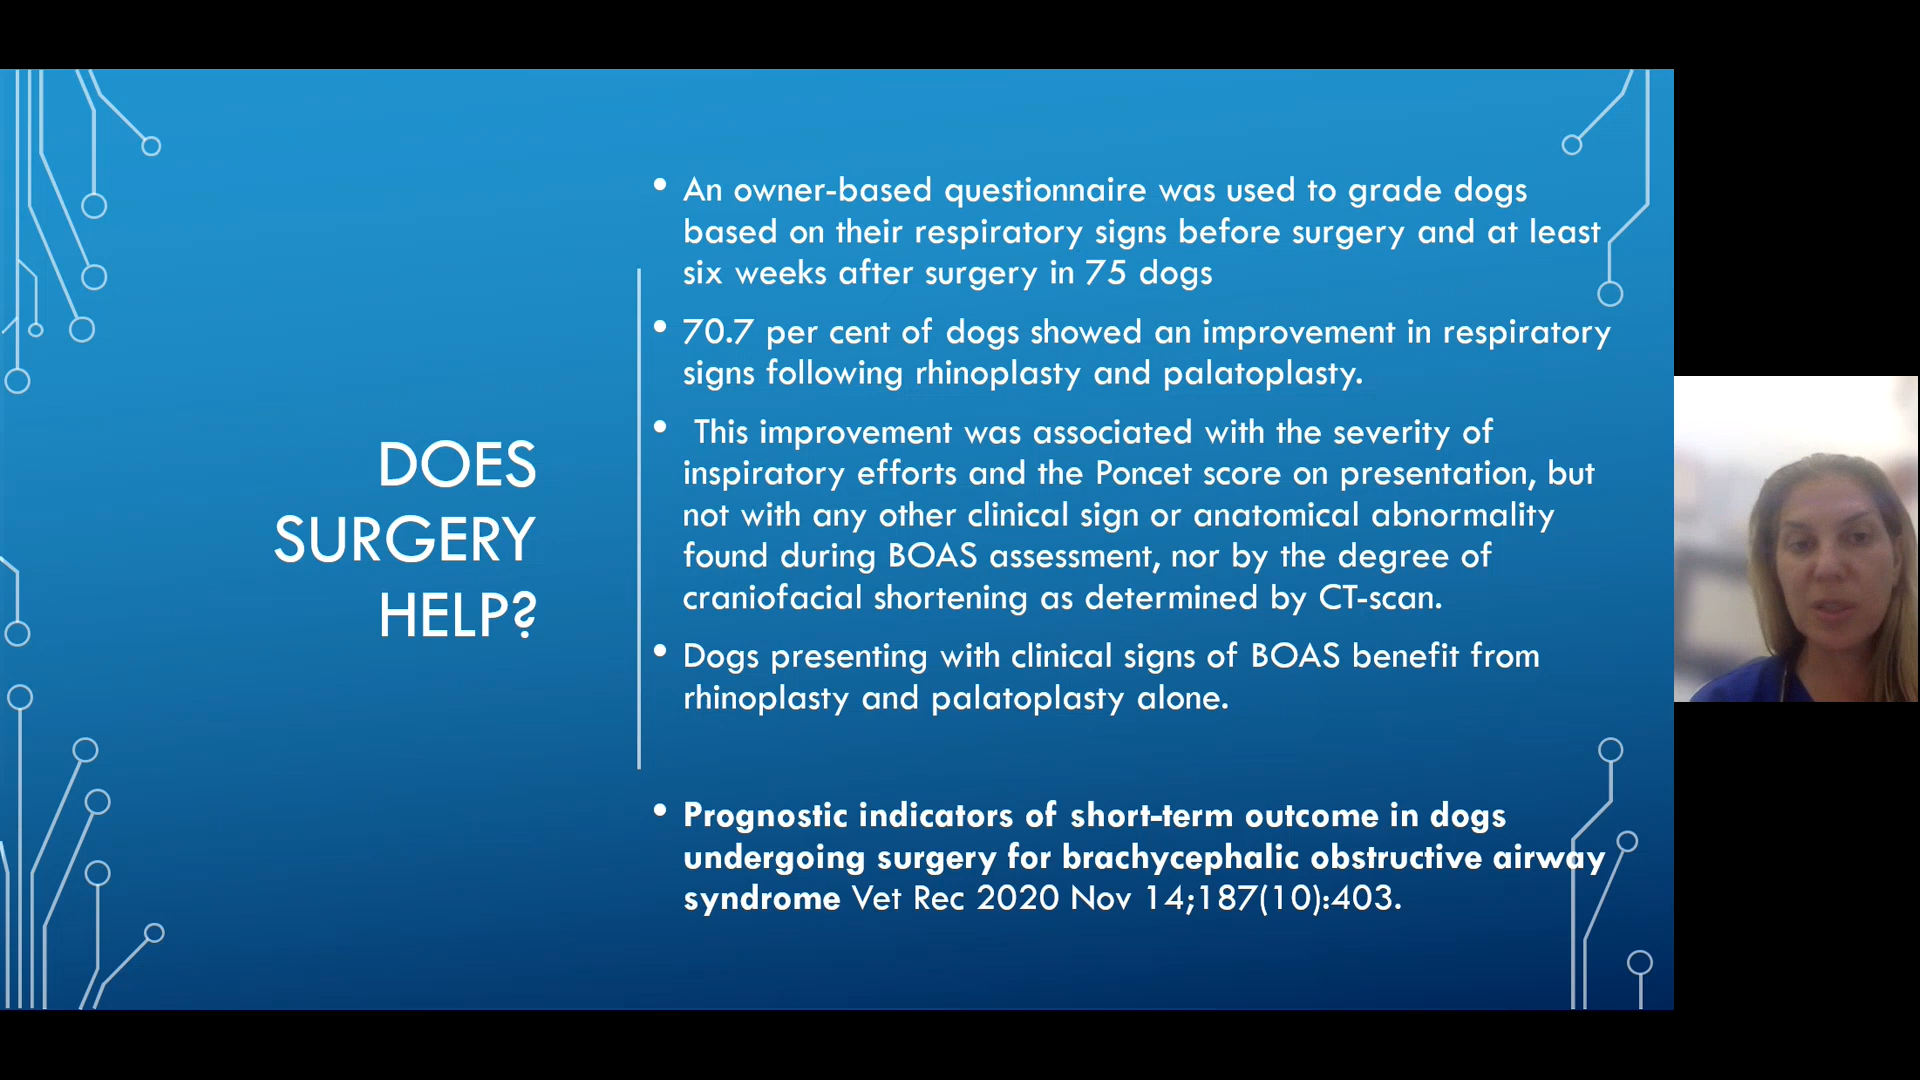 DOES
SURGERY
HELP?
• An owner-based questionnaire was used to grade dogs
based on their respiratory signs before surgery and at least
six weeks after surgery in 75 dogs
• 70.7 per cent of dogs showed an improvement in respiratory
signs following rhinoplasty and palatoplasty.
• This improvement was associated with the severity of
inspiratory efforts and the Poncet score on presentation, but
not with any other clinical sign or anatomical abnormality
found during BOAS assessment, nor by the degree of
craniofacial shortening as determined by CT-scan.
• Dogs presenting with clinical signs of BOAS benefit from
rhinoplasty and palatoplasty alone.
• Prognostic indicators of short-term outcome in dogs
undergoing surgery for brachycephalic obstructive airway
syndrome Vet Rec 2020 Nov 14;187(10):403.